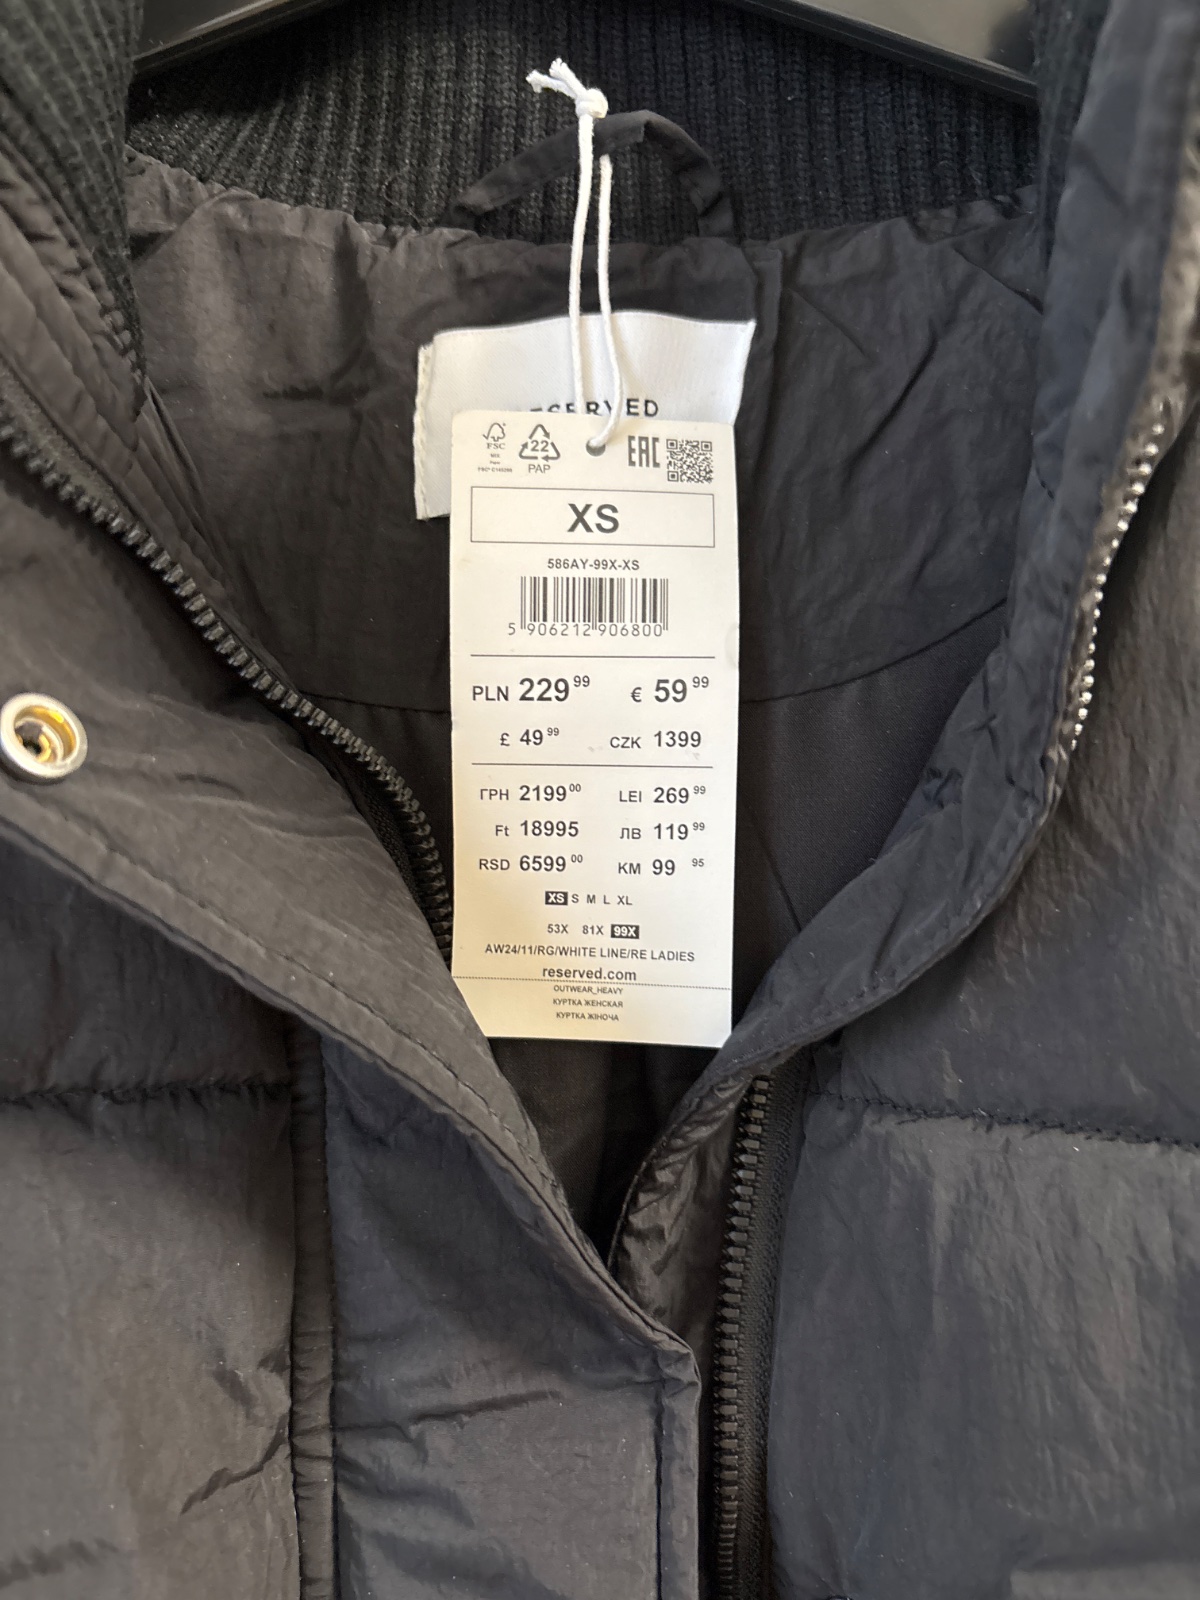 RESERVED
FSC
MIX
22
PAP
EAC
XS
586AY-99X-XS
5 906212 906800
PLN 229 99 € 59 99
£ 49 99 CZK 1399
ГРН 2199 00 LEI 269 99
Ft 18995 ЛВ 119 99
RSD 6599 00 KM 99 95
XS S M L XL
53X 81X 99X
AW24/11/RG/WHITE LINE/RE LADIES
reserved.com
OUTWEAR_HEAVY
КУРТКА ЖЕНСКАЯ
КУРТКА ЖІНОЧА